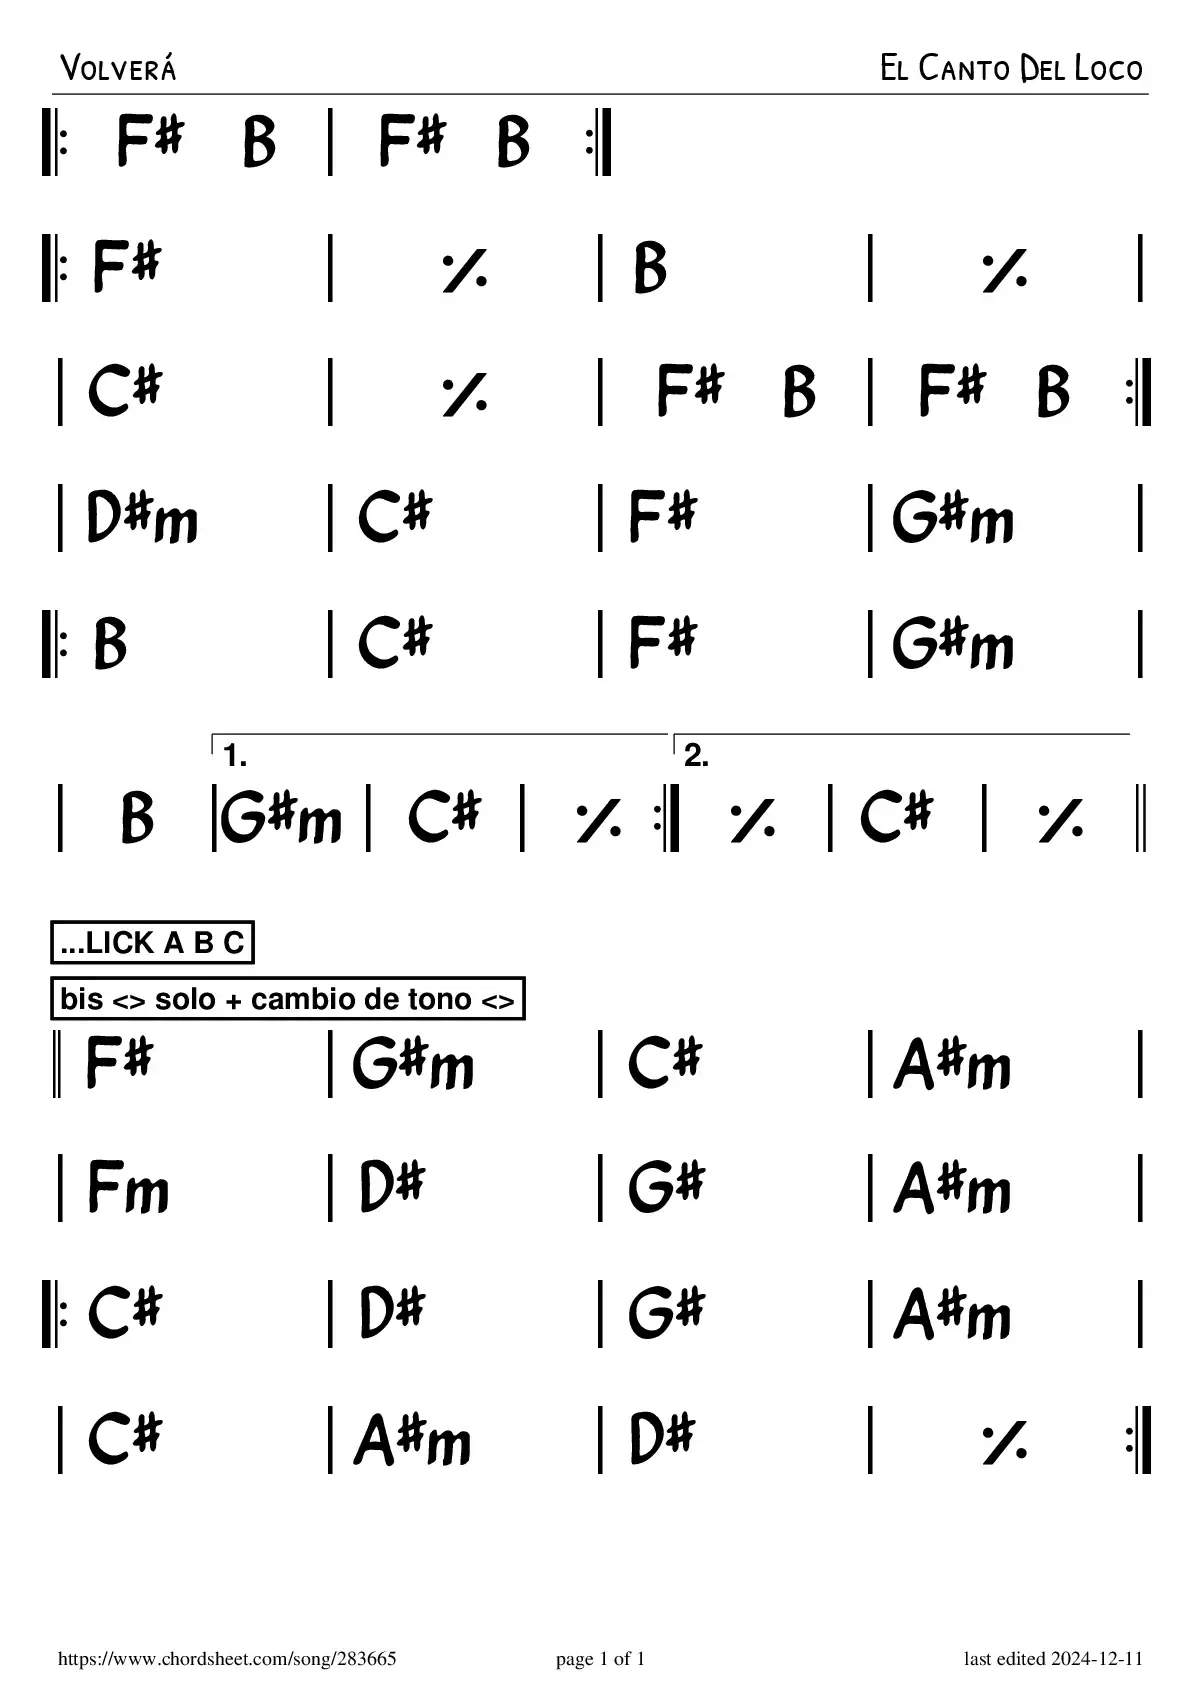 Volverá El Canto Del Loco
F# B F# B
F# % B %
C# % F# B F# B
D#m C# F# G#m
B C# F# G#m
1. 2.
B G#m C# % % C# %
...LICK A B C
bis <> solo + cambio de tono <>
F# G#m C# A#m
Fm D# G# A#m
C# D# G# A#m
C# A#m D# %
https://www.chordsheet.com/song/283665 page 1 of 1 last edited 2024-12-11